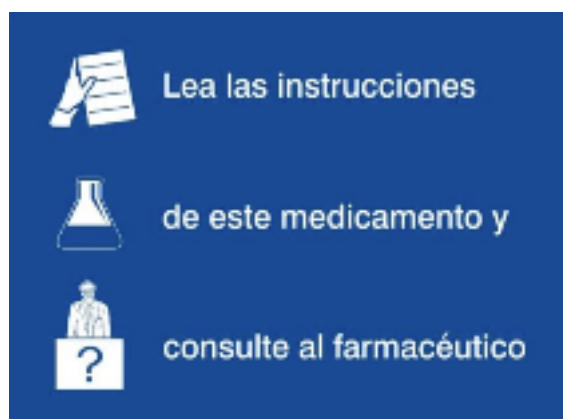 Lea las instrucciones
de este medicamento y
?
consulte al farmacéutico